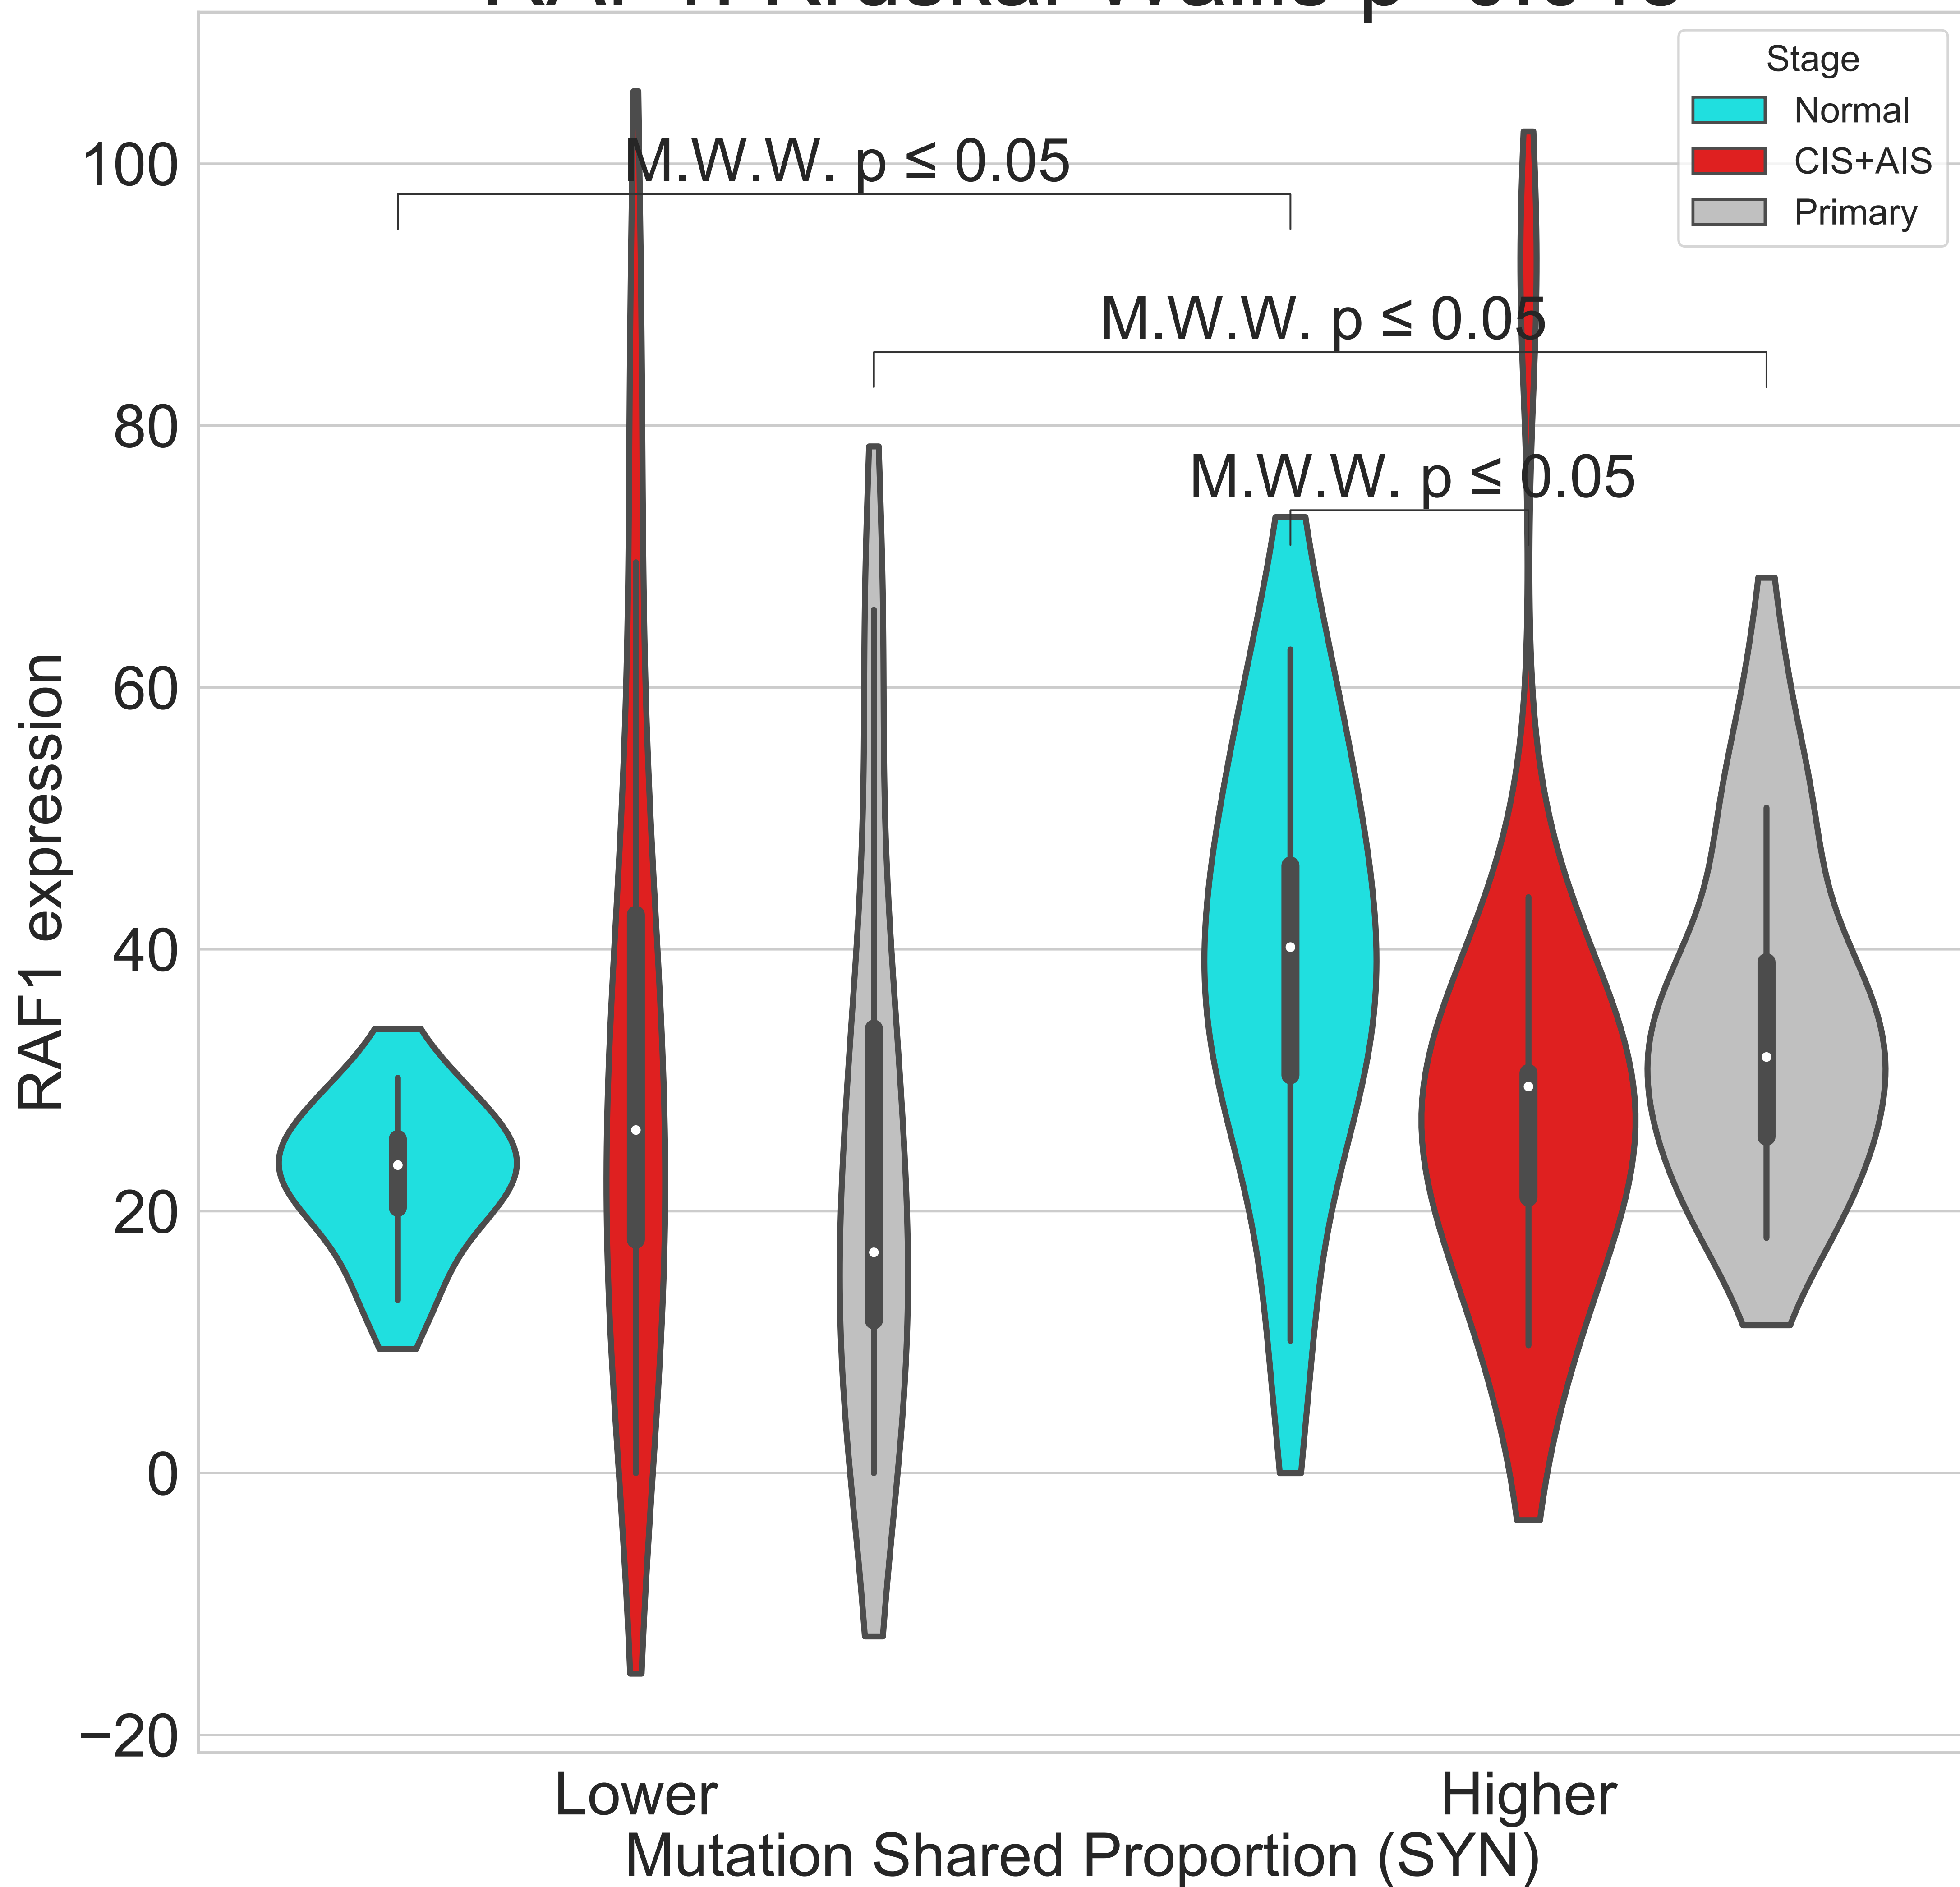 Stage
Normal
CIS+AIS
Primary
100
80
60
40
20
0
−20
RAF1 expression
M.W.W. p ≤ 0.05
M.W.W. p ≤ 0.05
M.W.W. p ≤ 0.05
Lower
Higher
Mutation Shared Proportion (SYN)